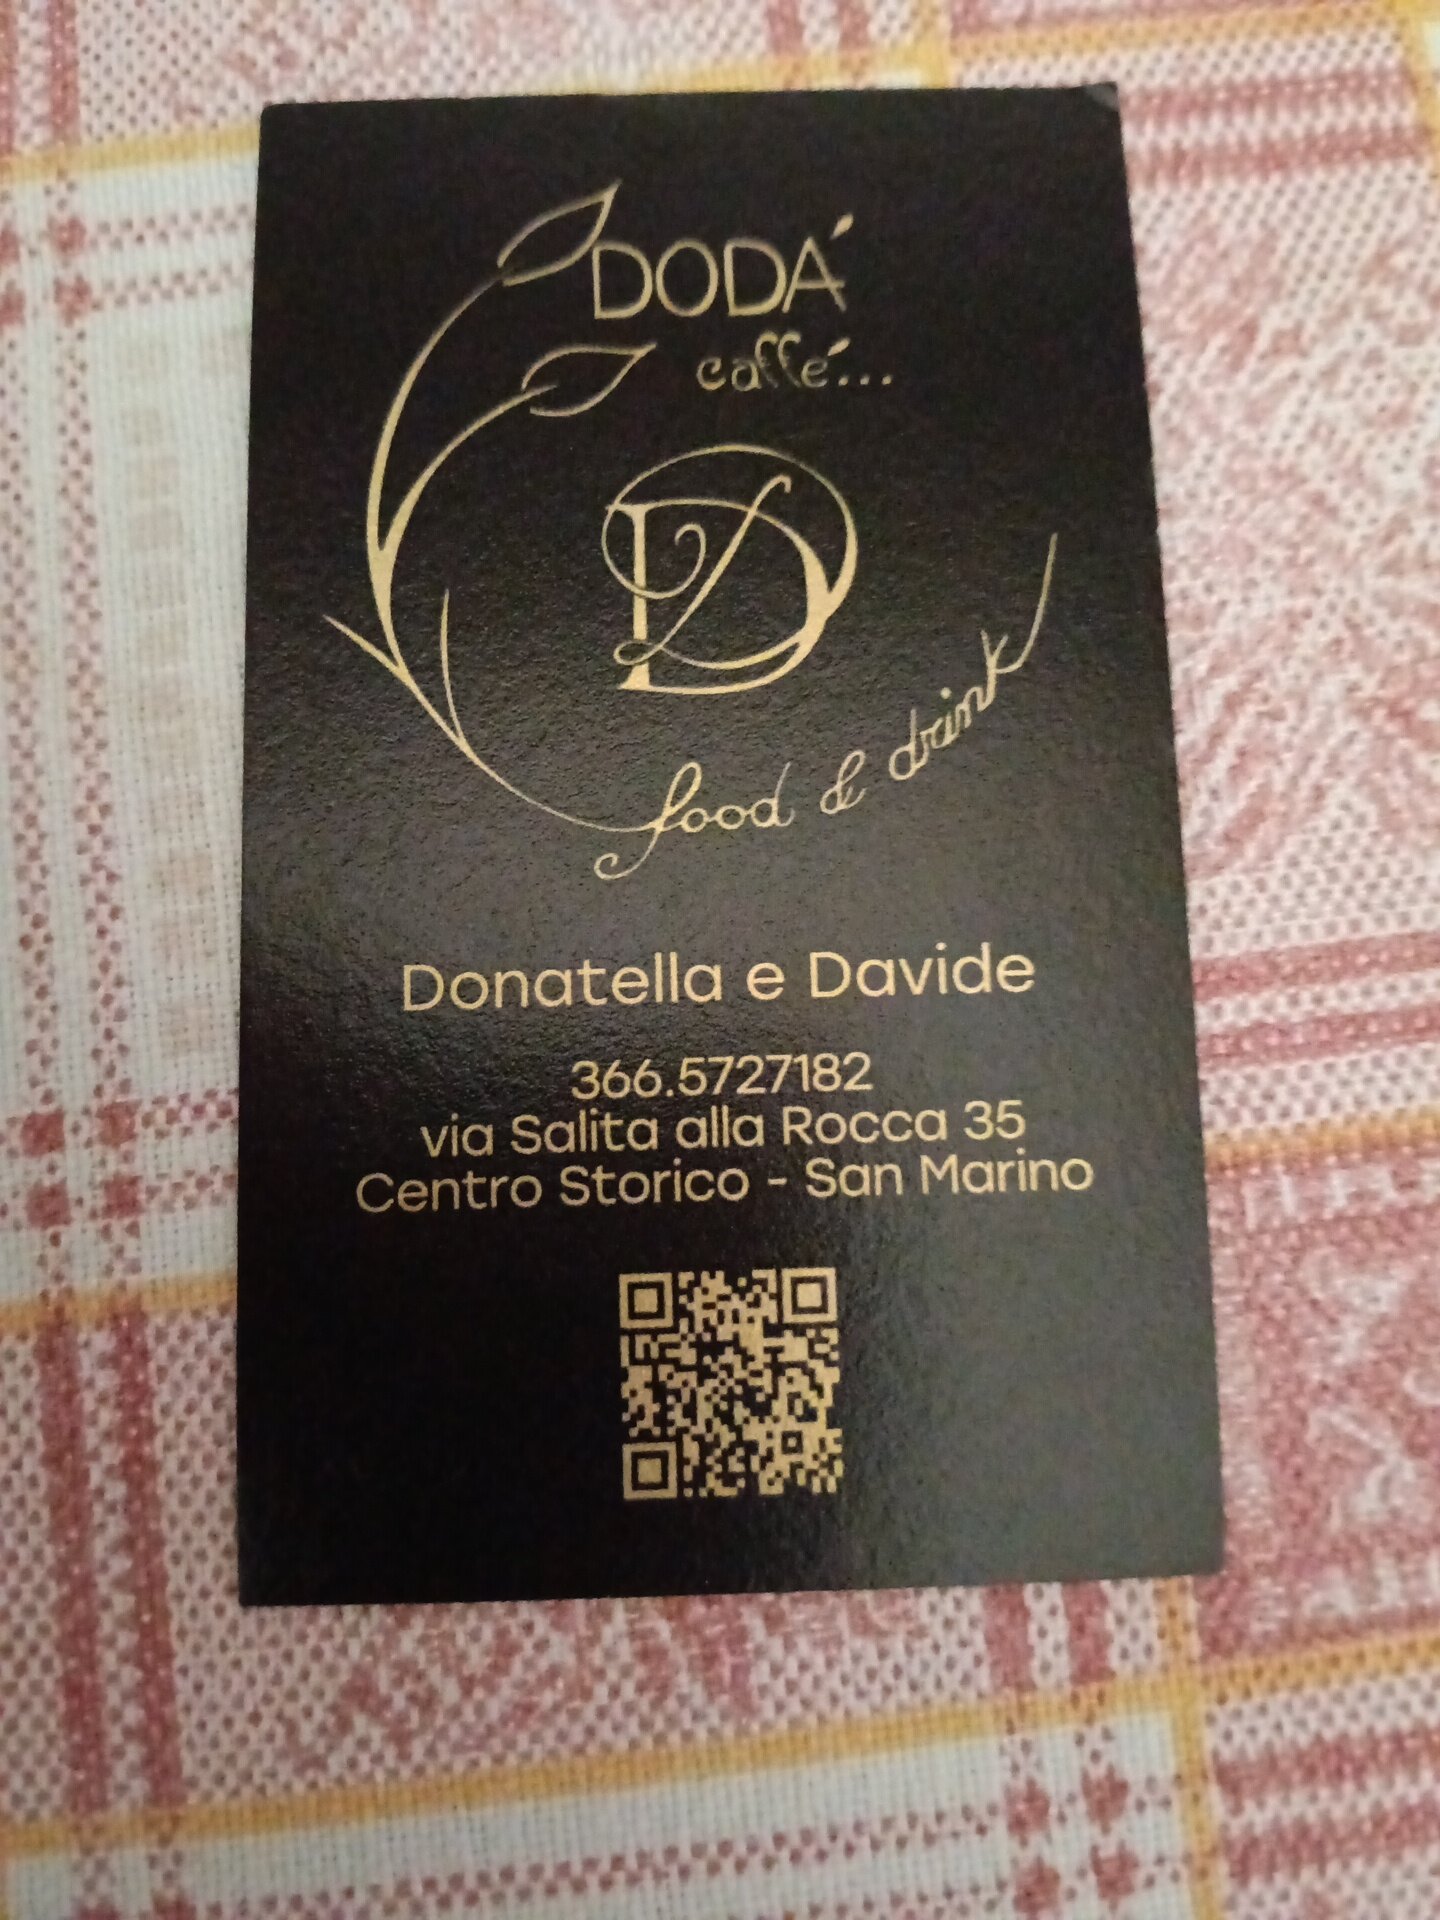 DODÁ
caffé...
D
food & drink
Donatella e Davide
366.5727182
via Salita alla Rocca 35
Centro Storico - San Marino